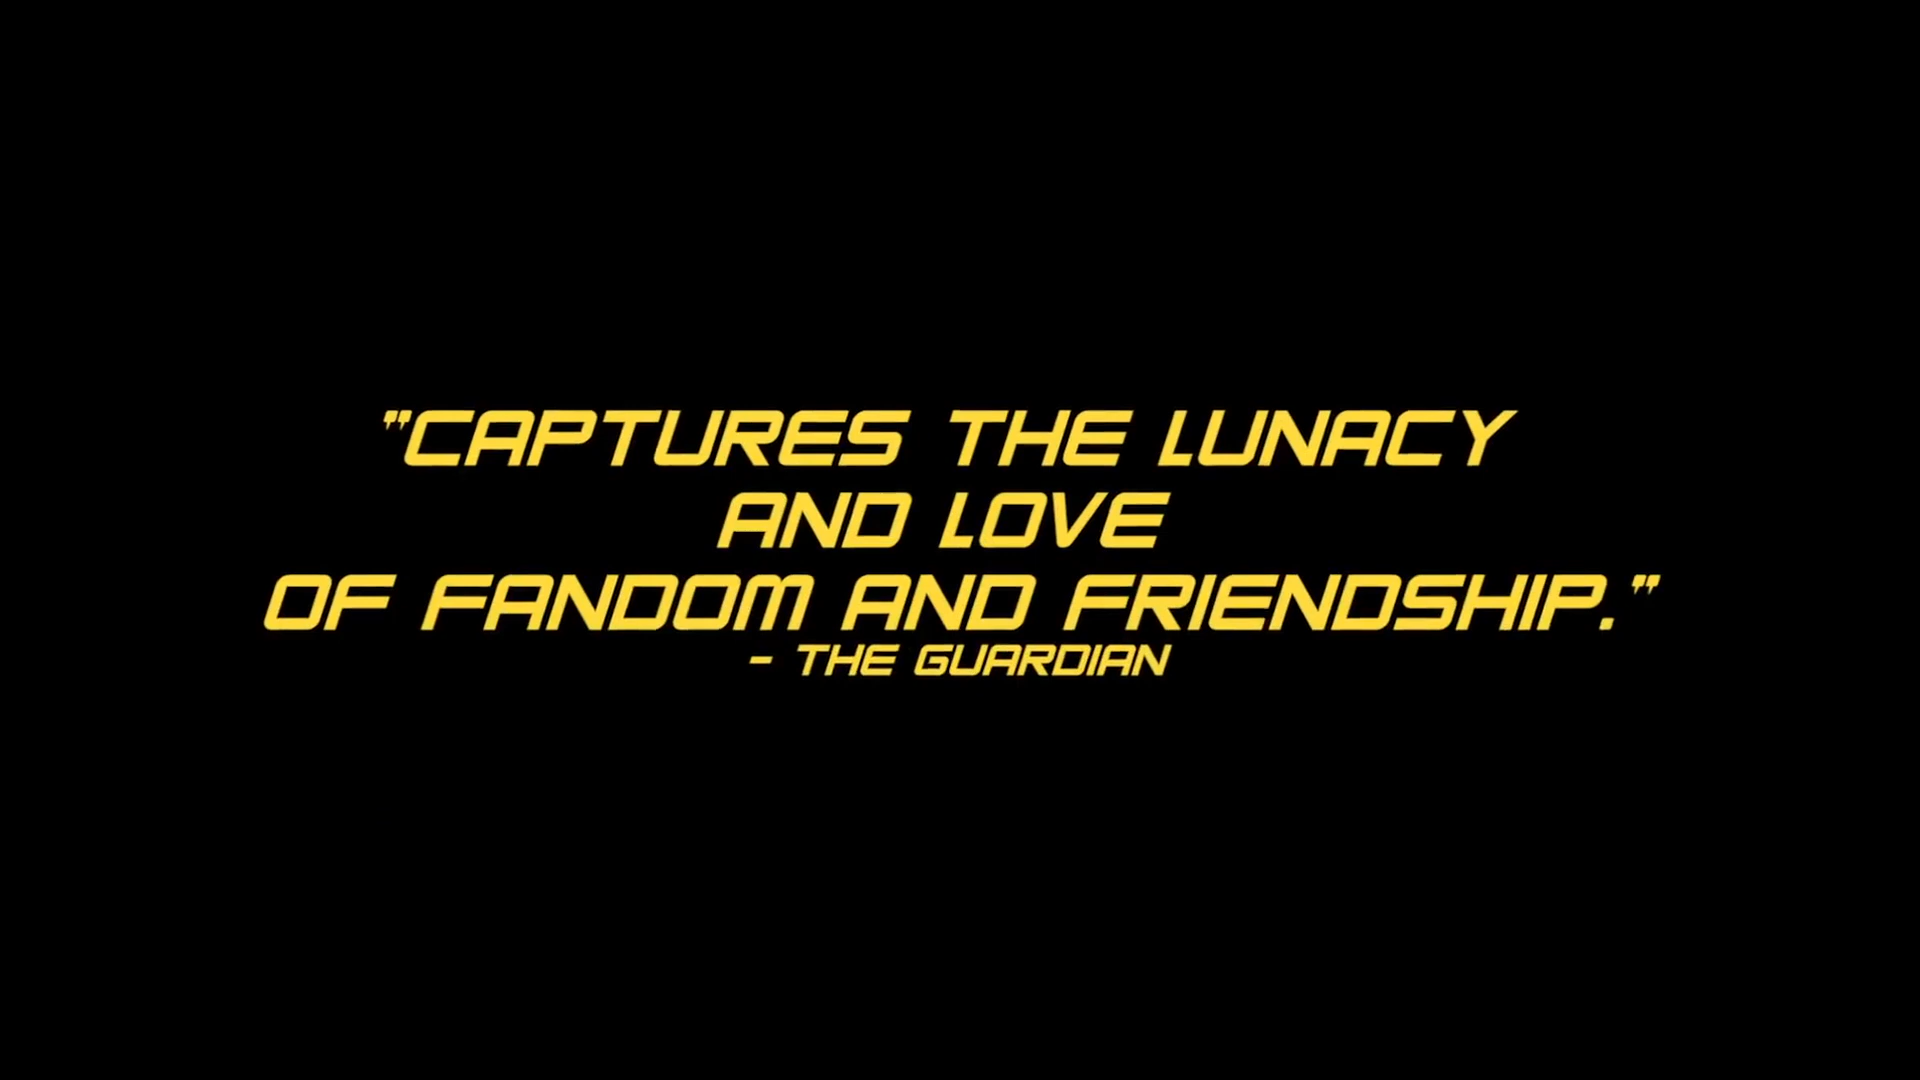 "CAPTURES THE LUNACY
AND LOVE
OF FANDOM AND FRIENDSHIP."
- THE GUARDIAN